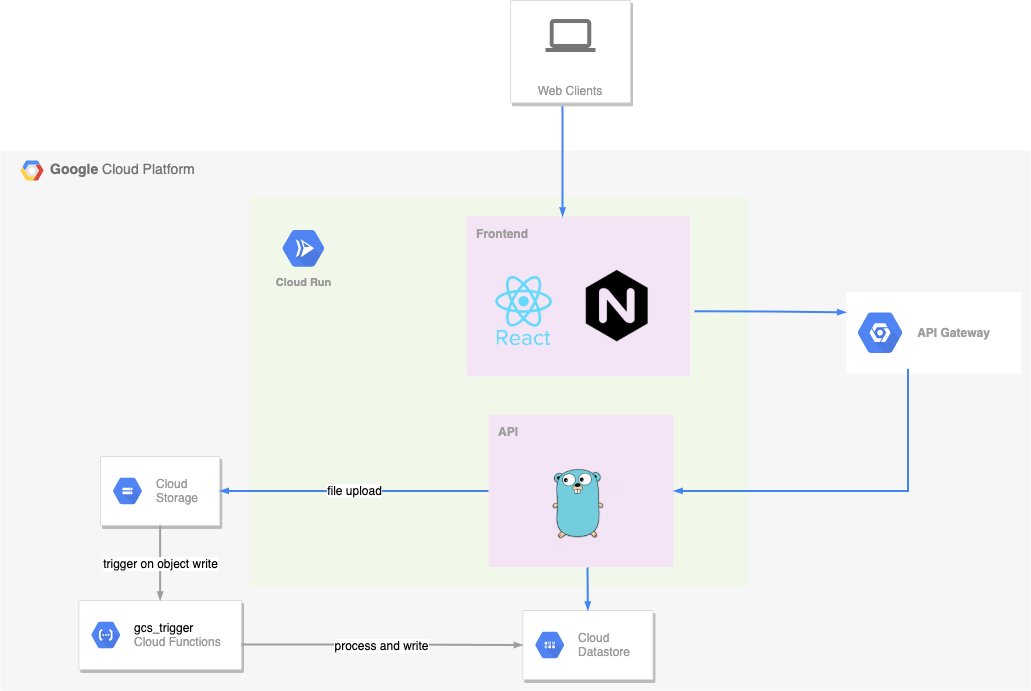 Web Clients
Google Cloud Platform
Frontend
Cloud Run
React
N
API Gateway
API
Cloud
Storage
file upload
trigger on object write
gcs_trigger
Cloud Functions
process and write
Cloud
Datastore